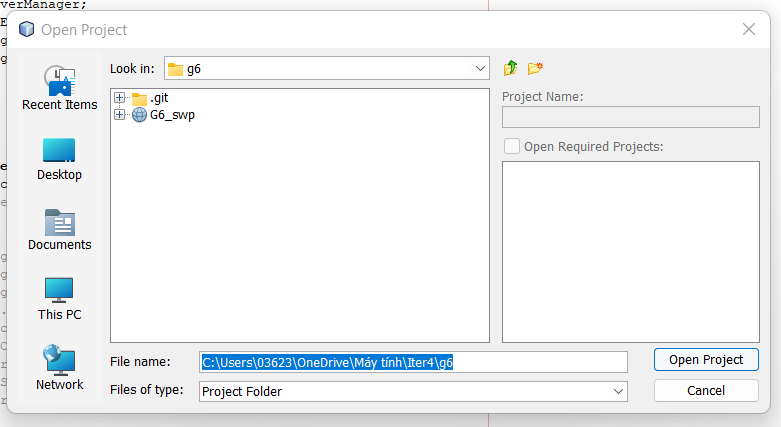 verManager;
Open Project
Look in:
g6
Recent Items
Desktop
Documents
This PC
Network
.git
G6_swp
Project Name:
Open Required Projects:
File name:
C:\Users\03623\OneDrive\Máy tính\Iter4\g6
Open Project
Files of type:
Project Folder
Cancel